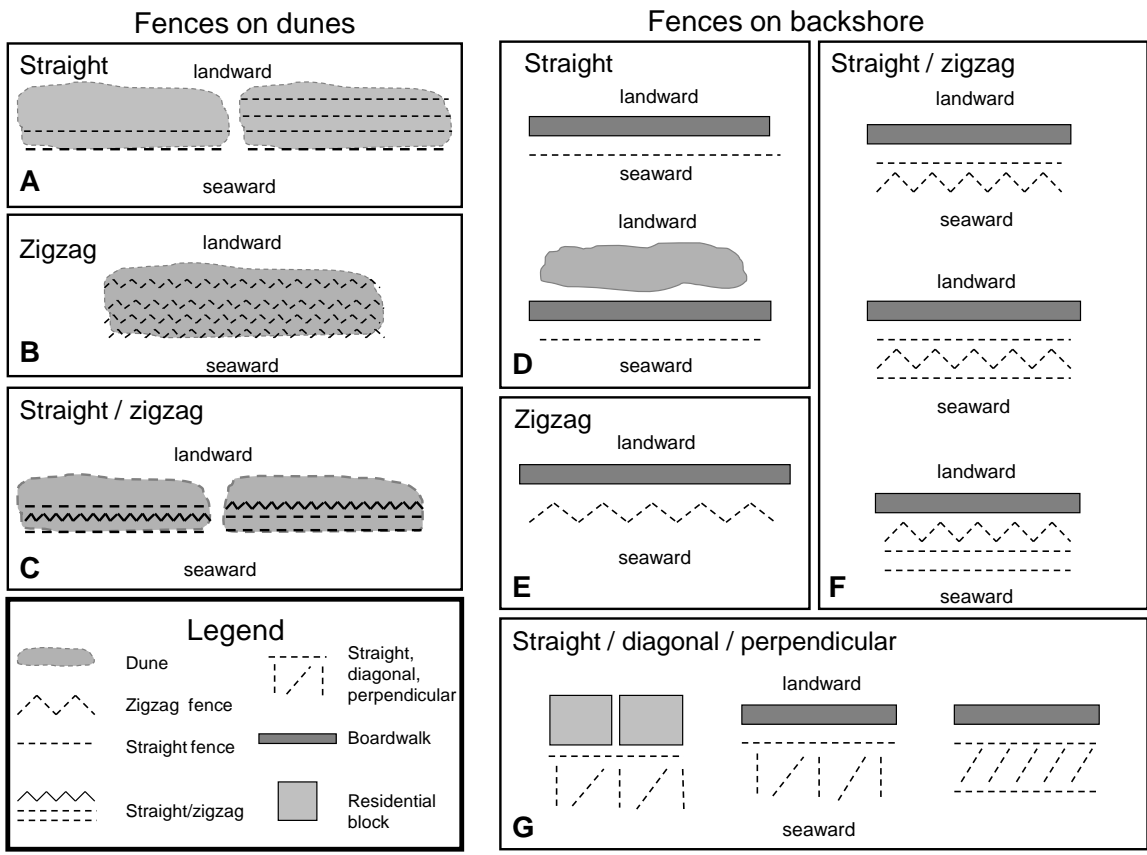 Fences on dunes
Straight
landward
seaward
A
Zigzag
landward
seaward
B
Straight / zigzag
landward
seaward
C
Legend
Dune
Zigzag fence
Straight fence
Straight/zigzag
Straight,
diagonal,
perpendicular
Boardwalk
Residential
block
Fences on backshore
Straight
landward
seaward
landward
seaward
D
Zigzag
landward
seaward
E
Straight / zigzag
landward
seaward
landward
seaward
landward
seaward
F
Straight / diagonal / perpendicular
landward
seaward
G